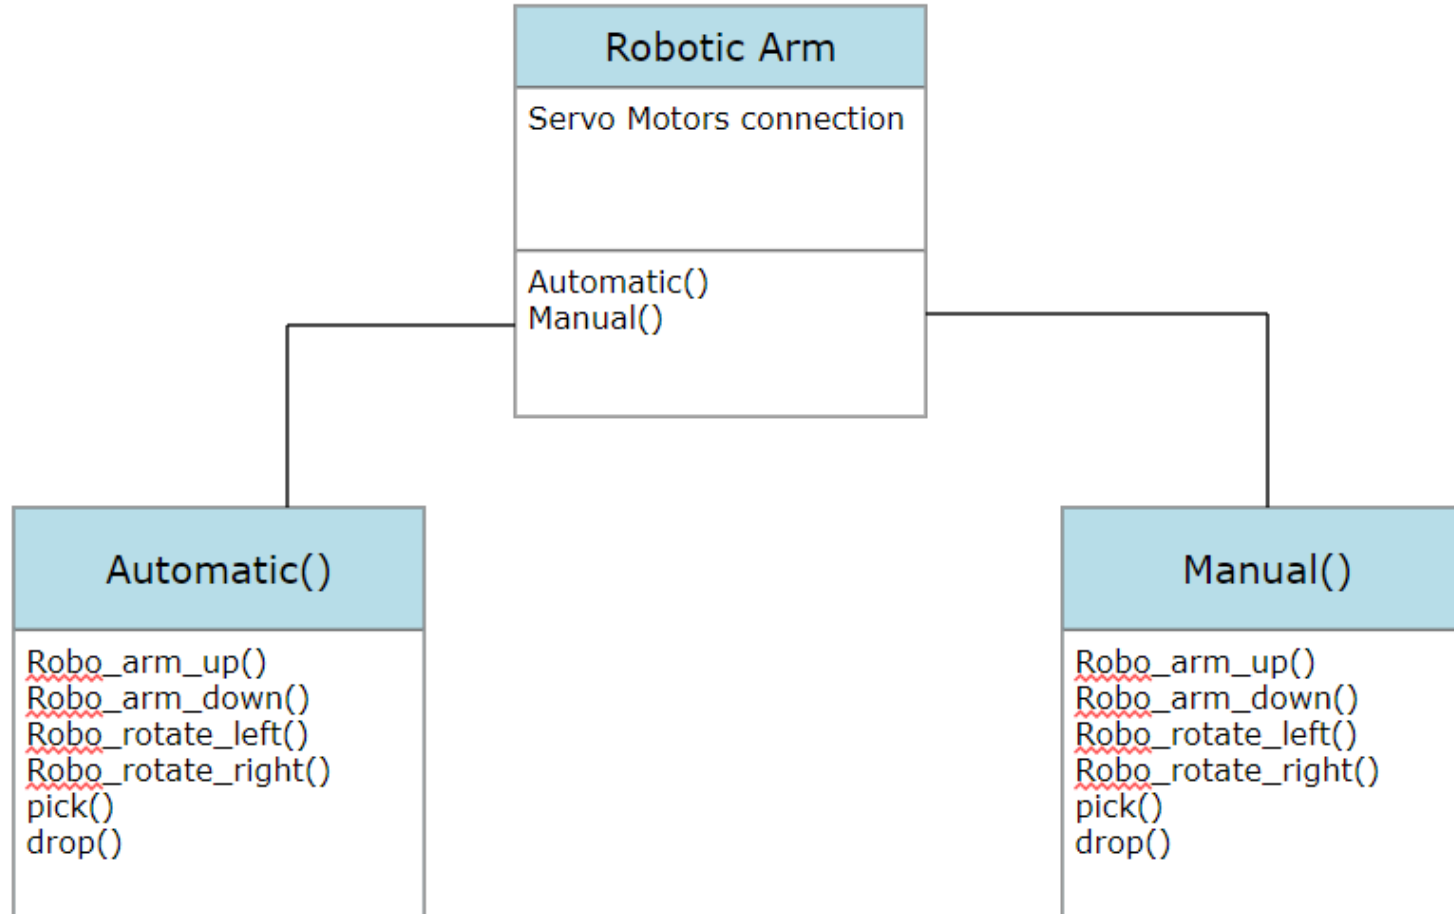 Robotic Arm
Servo Motors connection
Automatic()
Manual()
Automatic()
Robo_arm_up()
Robo_arm_down()
Robo_rotate_left()
Robo_rotate_right()
pick()
drop()
Manual()
Robo_arm_up()
Robo_arm_down()
Robo_rotate_left()
Robo_rotate_right()
pick()
drop()